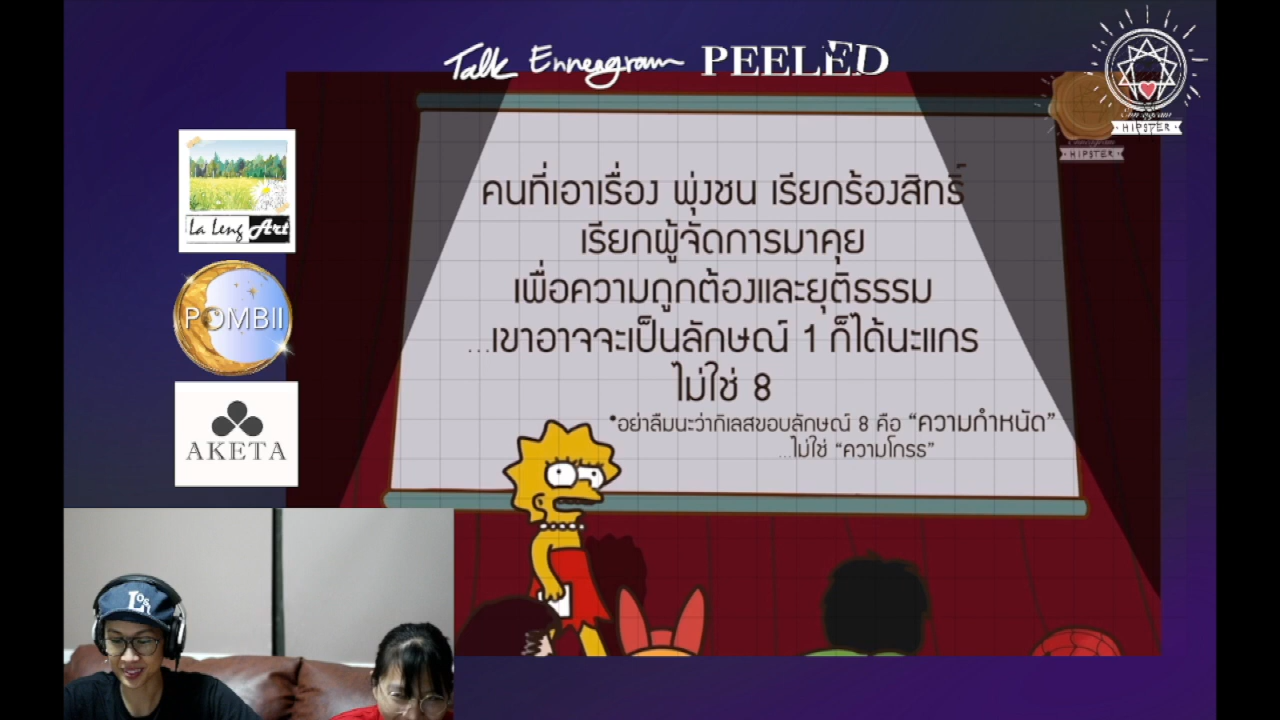 Talk Enneagram PEELED
HIPSTER
HIPSTER
La Leng Art
POMBII
AKETA
คนที่เอาเรื่อง พุ่งชน เรียกร้องสิทธิ์
เรียกผู้จัดการมาคุย
เพื่อความถูกต้องและยุติธรรม
...เขาอาจจะเป็นลักษณ์ 1 ก็ได้นะแกร
ไม่ใช่ 8
*อย่าลืมนะว่ากิเลสขอบลักษณ์ 8 คือ "ความกำหนัด"
...ไม่ใช่ "ความโกรธ"